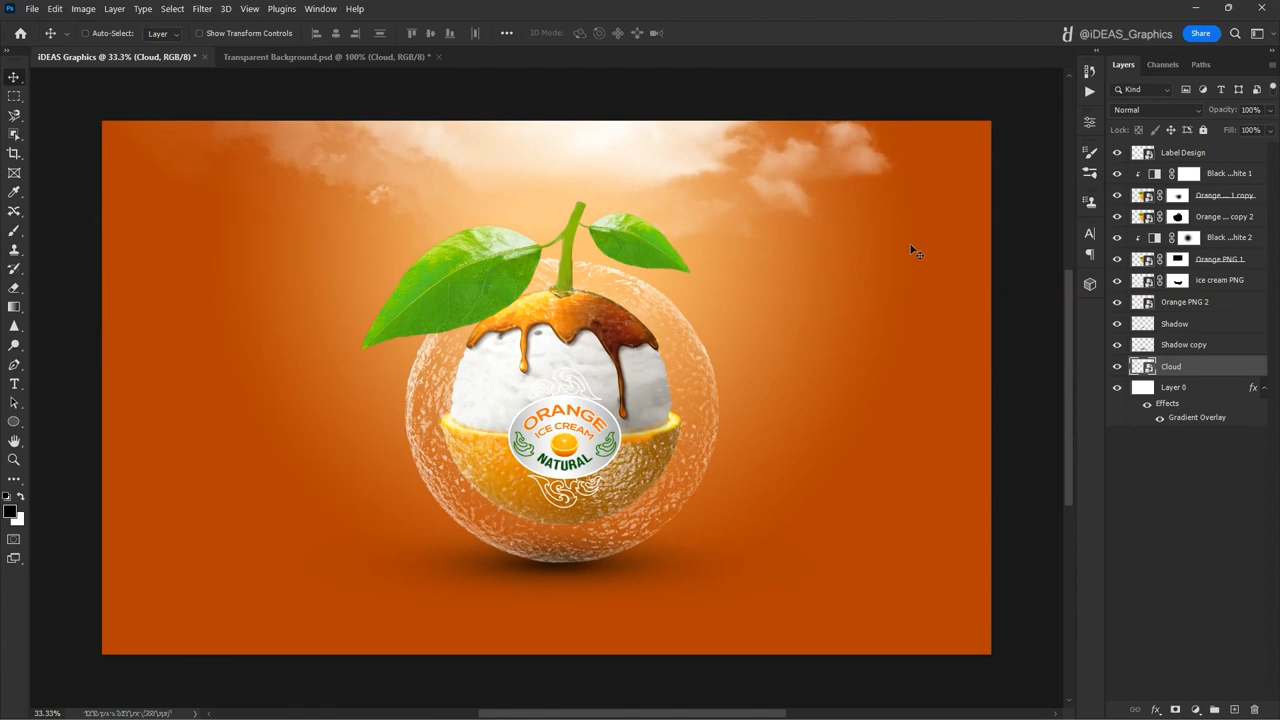 Ps File Edit Image Layer Type Select Filter 3D View Plugins Window Help
Auto-Select: Layer Show Transform Controls 3D Mode: @iDEAS_Graphics Share
iDEAS Graphics @ 33.3% (Cloud, RGB/8) * Transparent Background.psd @ 100% (Cloud, RGB/8) *
Layers Channels Paths
Kind
Normal Opacity: 100%
Lock: Fill: 100%
Label Design
Black ...hite 1
Orange ... 1 copy
Orange ... copy 2
Black ...hite 2
Orange PNG 1
ice cream PNG
Orange PNG 2
Shadow
Shadow copy
Cloud
Layer 0 fx
Effects
Gradient Overlay
ORANGE
ICE CREAM
NATURAL
33.33%